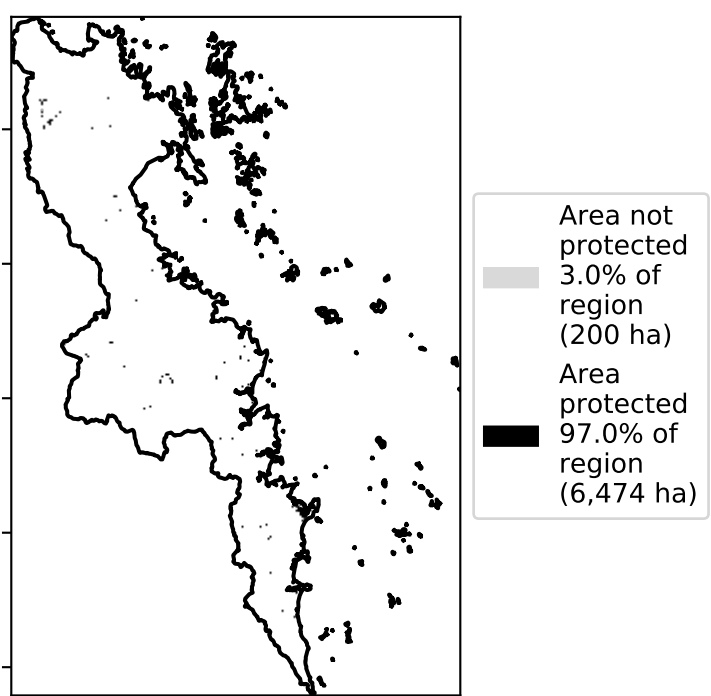 Area not
protected
3.0% of
region
(200 ha)
Area
protected
97.0% of
region
(6,474 ha)